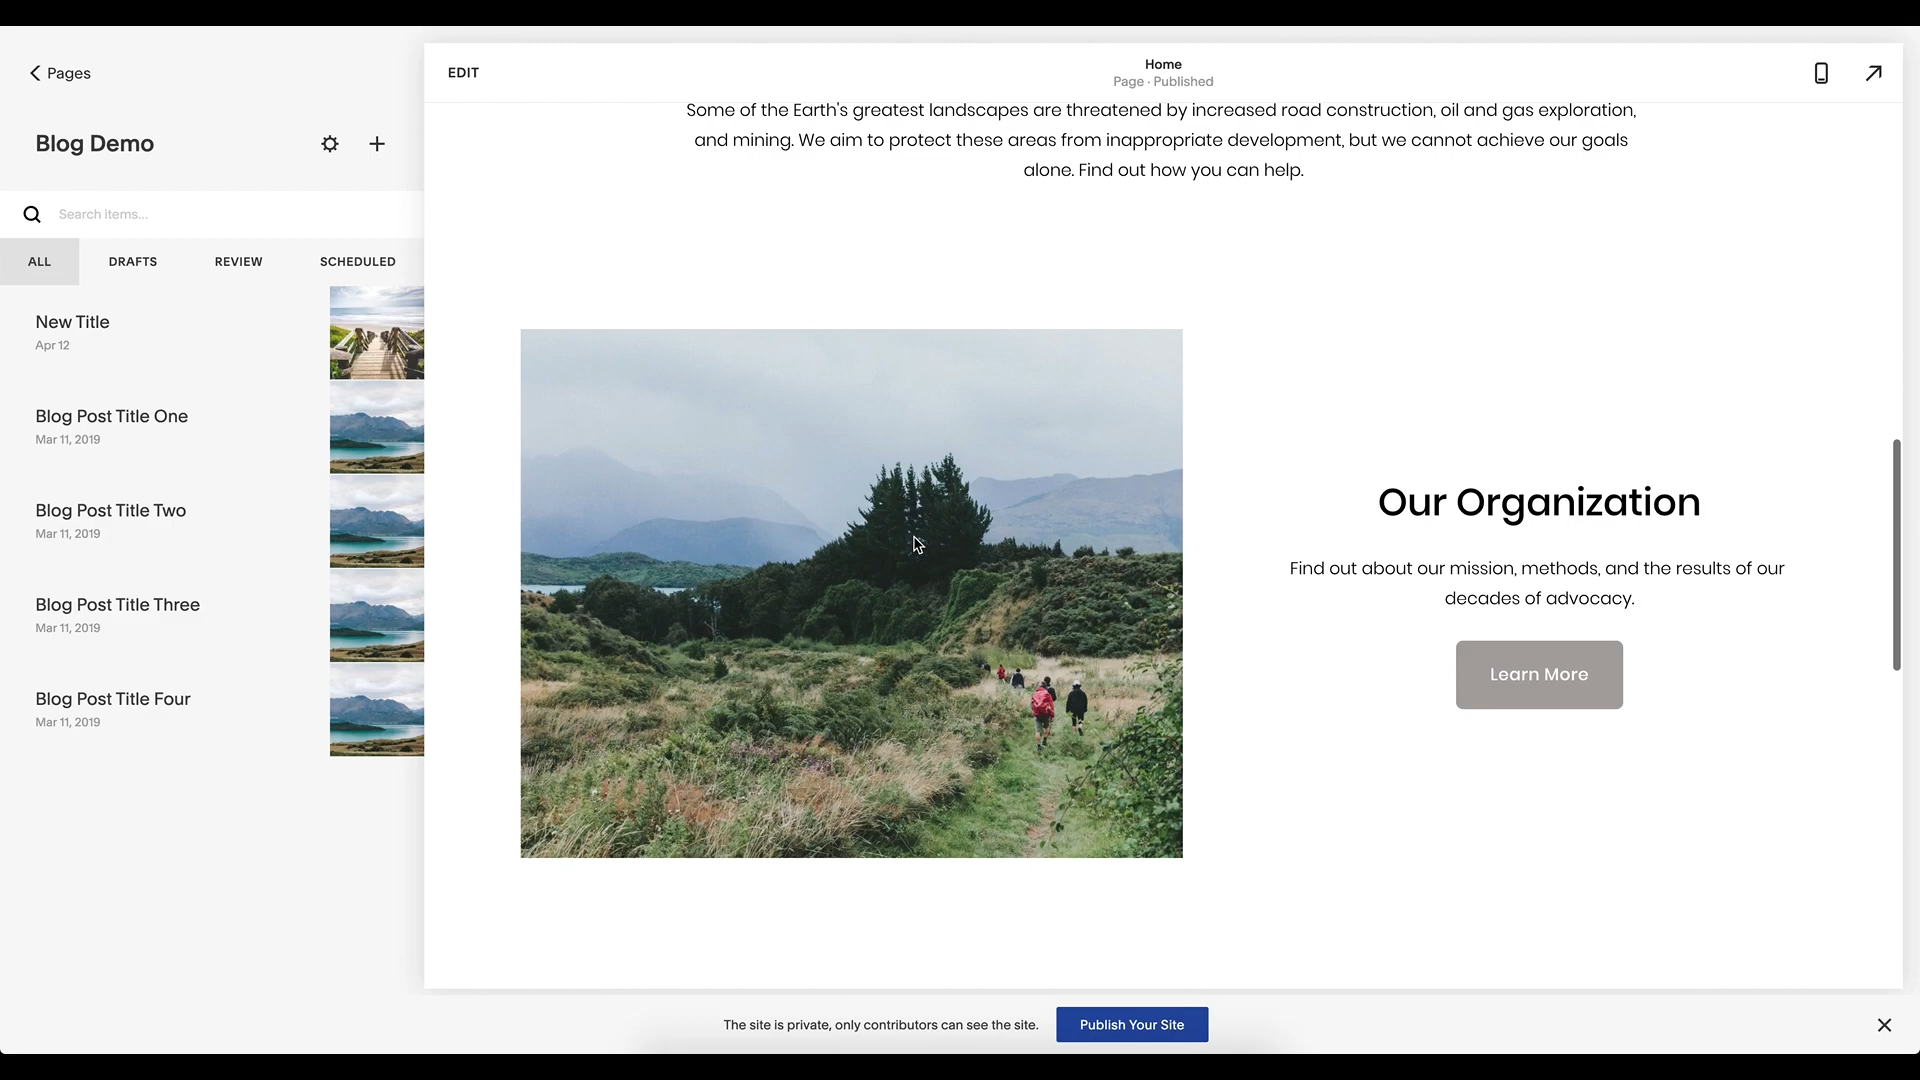 Pages
Blog Demo
Search items...
ALL
DRAFTS
REVIEW
SCHEDULED
New Title
Apr 12
Blog Post Title One
Mar 11, 2019
Blog Post Title Two
Mar 11, 2019
Blog Post Title Three
Mar 11, 2019
Blog Post Title Four
Mar 11, 2019
EDIT
Home
Page · Published
Some of the Earth's greatest landscapes are threatened by increased road construction, oil and gas exploration,
and mining. We aim to protect these areas from inappropriate development, but we cannot achieve our goals
alone. Find out how you can help.
Our Organization
Find out about our mission, methods, and the results of our
decades of advocacy.
Learn More
The site is private, only contributors can see the site.
Publish Your Site